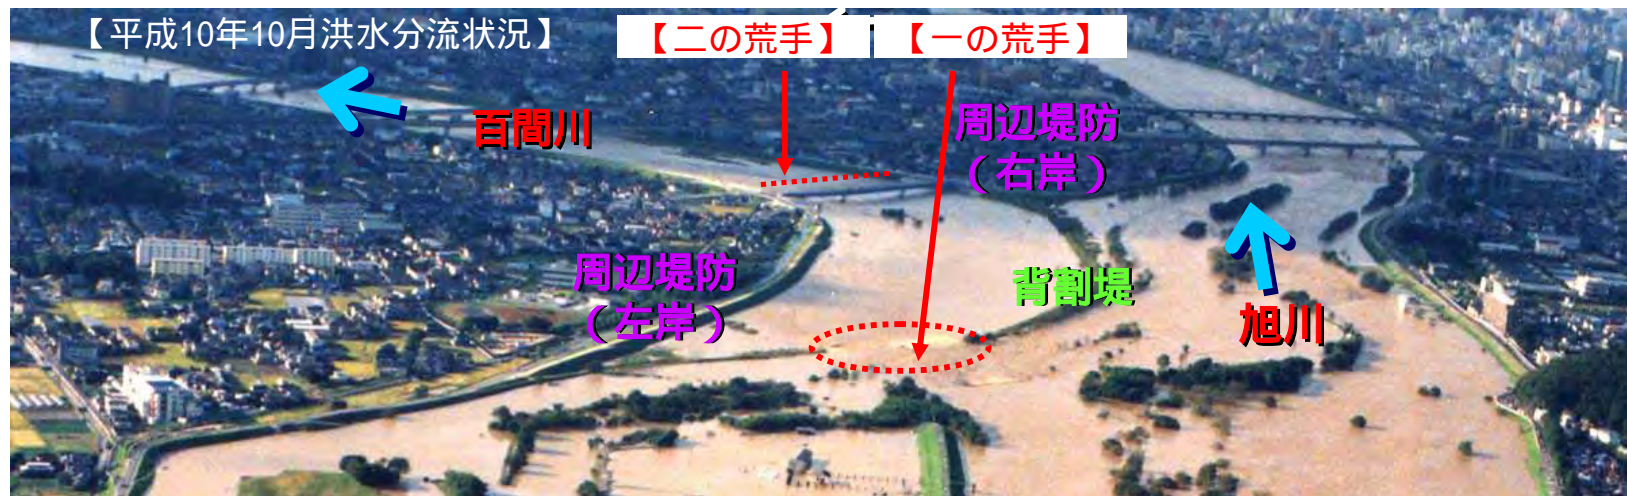 【平成10年10月洪水分流状況】
【二の荒手】
【一の荒手】
百間川
周辺堤防
（右岸）
周辺堤防
（左岸）
背割堤
旭川